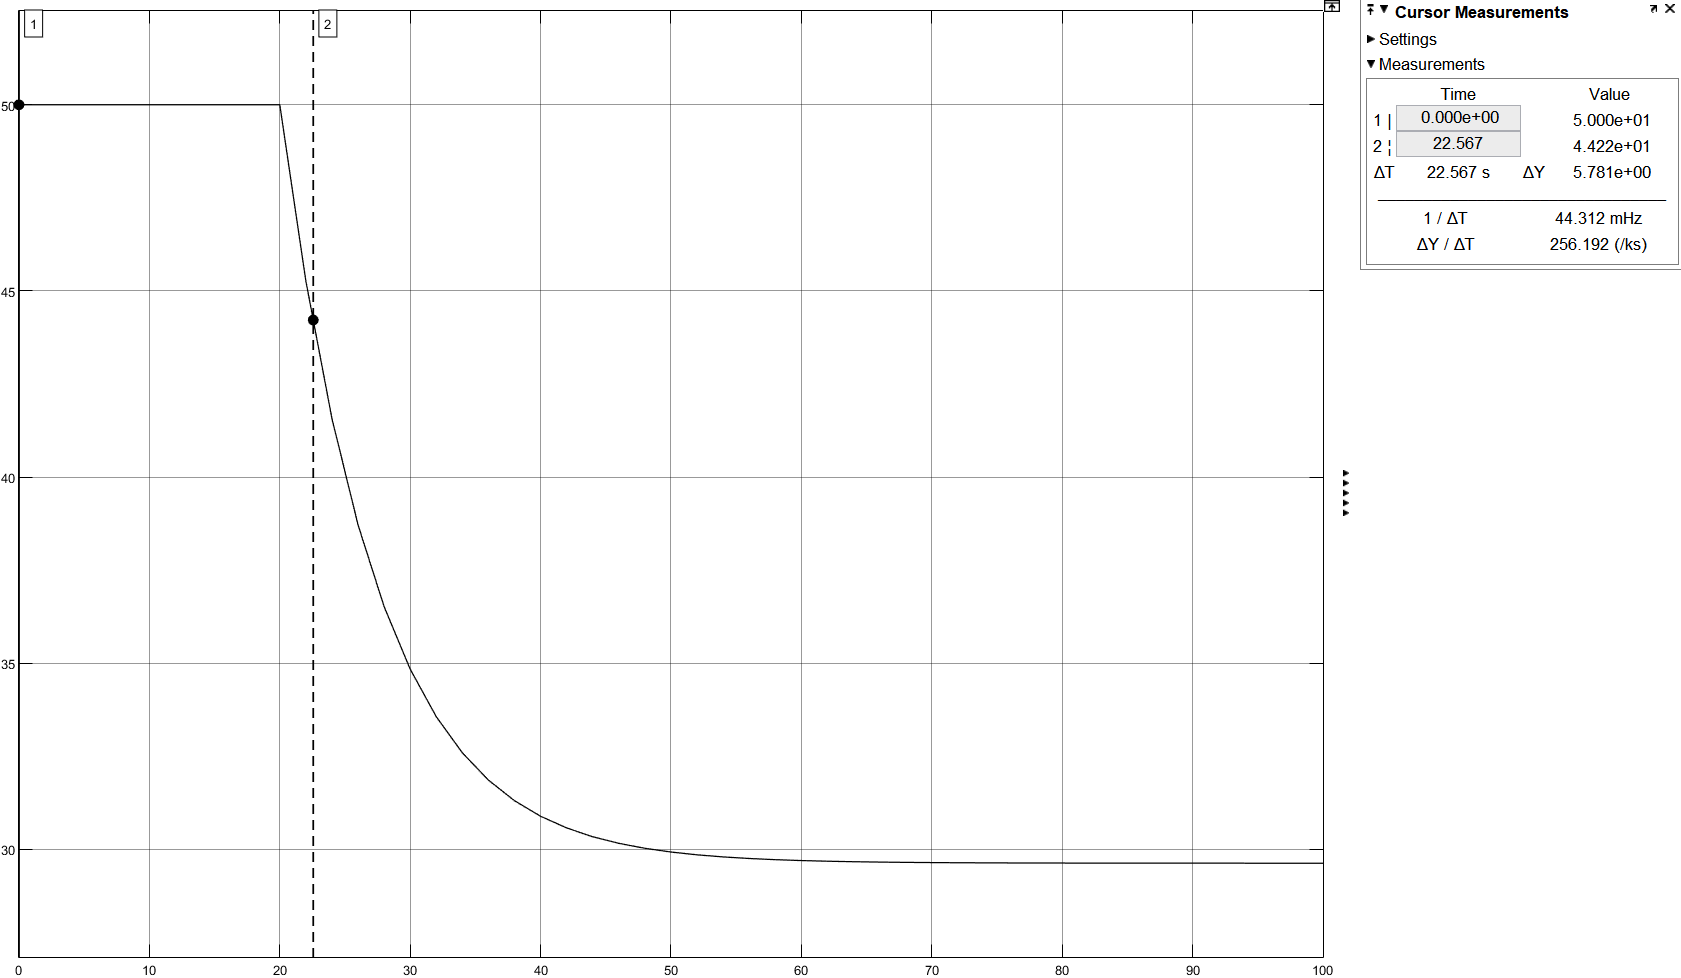 1
2
50
45
40
35
30
0 10 20 30 40 50 60 70 80 90 100
Cursor Measurements
Settings
Measurements
Time Value
1 | 0.000e+00 5.000e+01
2 ¦ 22.567 4.422e+01
ΔT 22.567 s ΔY 5.781e+00
1 / ΔT 44.312 mHz
ΔY / ΔT 256.192 (/ks)